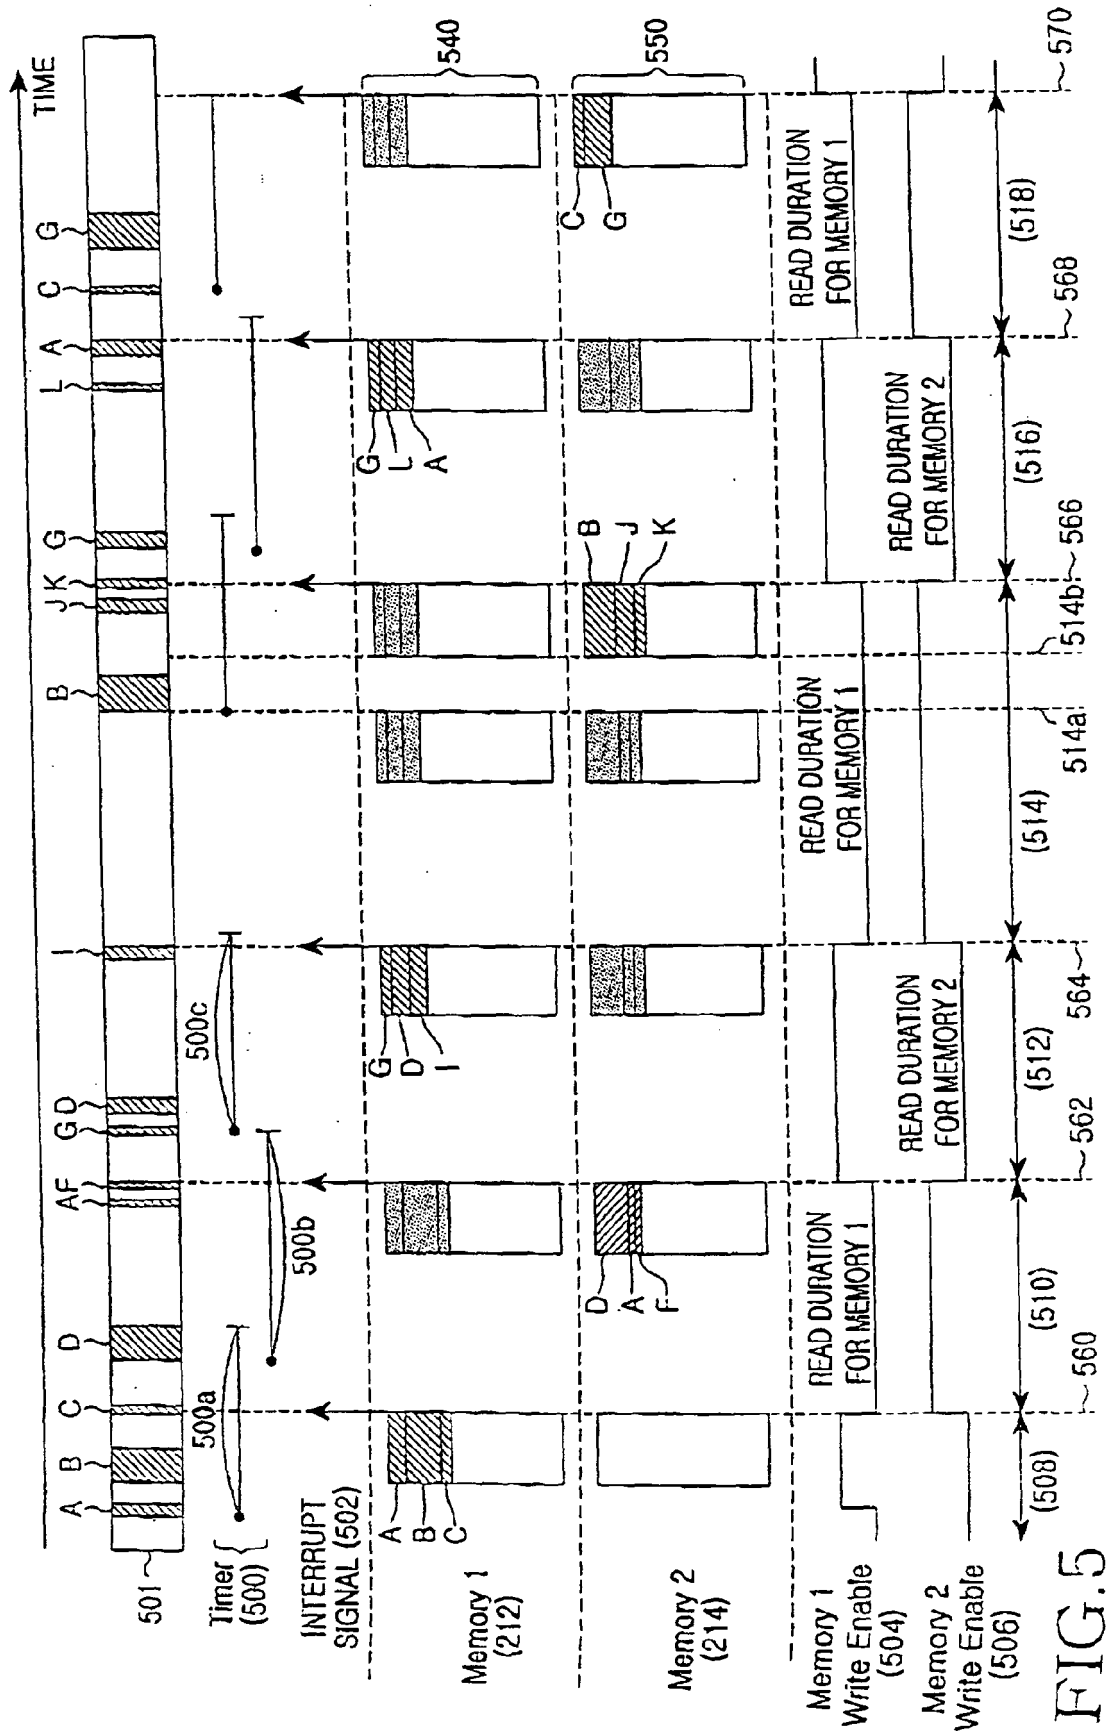 TIME
A
B
C
D
A
F
G
D
I
B
J
K
G
L
A
C
G
501
Timer
(500)
500a
500b
500c
INTERRUPT
SIGNAL (502)
Memory 1
(212)
A
B
C
G
D
I
G
L
A
540
Memory 2
(214)
D
A
F
B
J
K
C
G
550
Memory 1
Write Enable
(504)
Memory 2
Write Enable
(506)
READ DURATION
FOR MEMORY 1
READ DURATION
FOR MEMORY 2
READ DURATION
FOR MEMORY 1
READ DURATION
FOR MEMORY 2
READ DURATION
FOR MEMORY 1
(508)
(510)
(512)
(514)
(516)
(518)
560
562
564
514a
514b
566
568
570
FIG.5